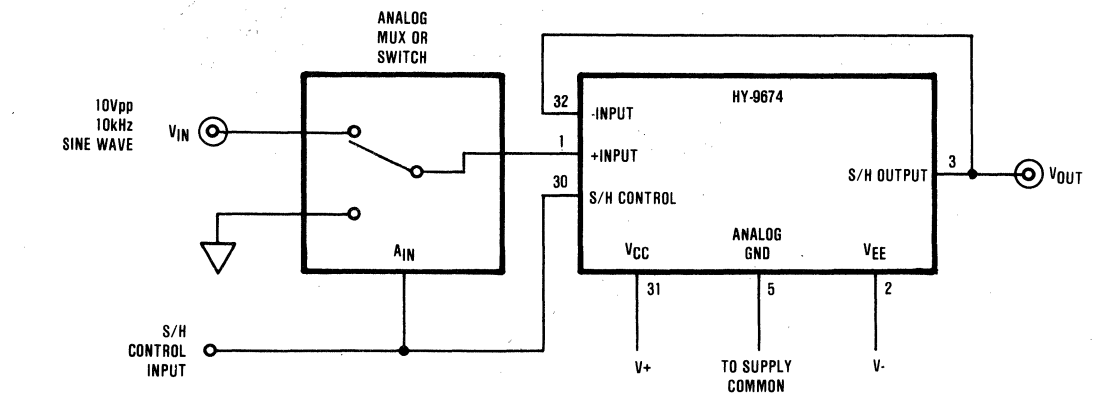 ANALOG
MUX OR
SWITCH
10Vpp
10kHz
SINE WAVE
VIN
AIN
S/H
CONTROL
INPUT
HY-9674
32
-INPUT
1
+INPUT
30
S/H CONTROL
S/H OUTPUT
3
VOUT
VCC
ANALOG
GND
VEE
31
5
2
V+
TO SUPPLY
COMMON
V-